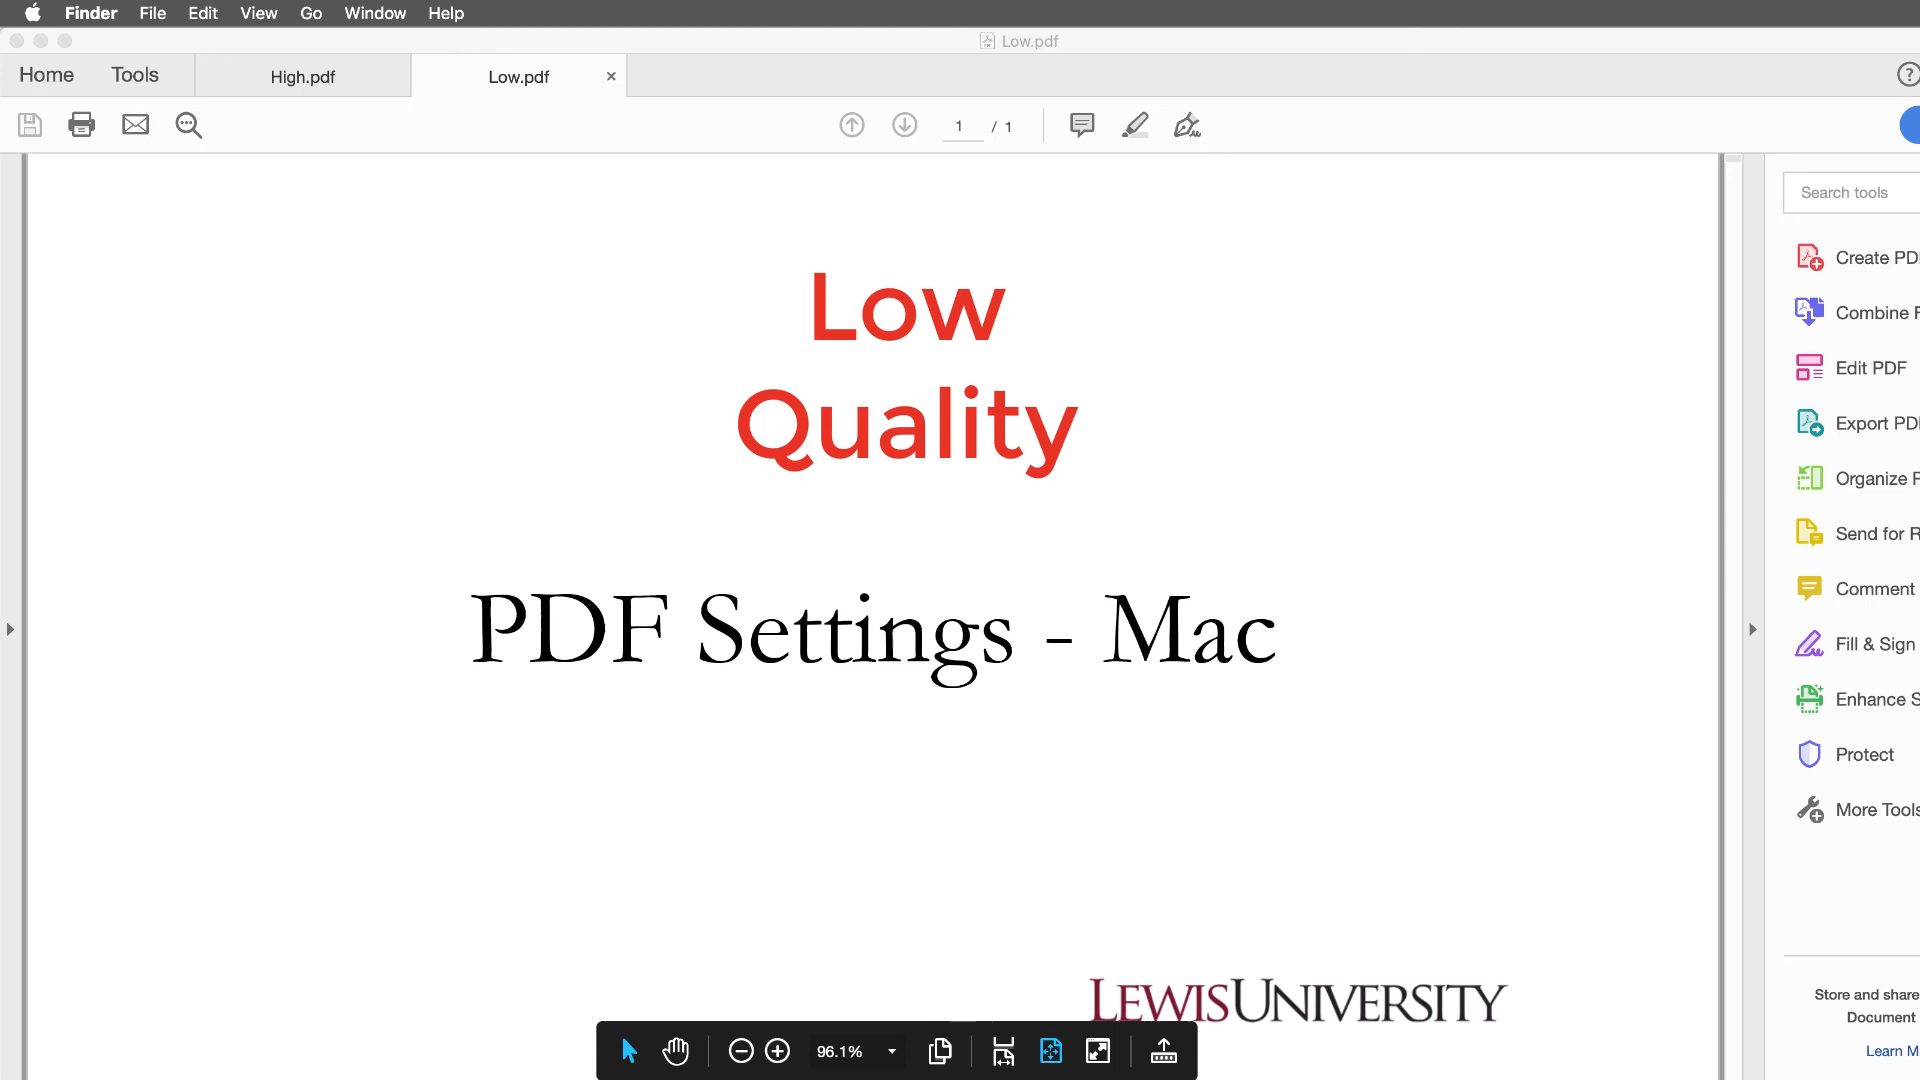 Finder File Edit View Go Window Help
Low.pdf
Home Tools High.pdf Low.pdf
1 / 1
Search tools
Low
Quality
PDF Settings - Mac
LEWIS UNIVERSITY
Create PD
Combine F
Edit PDF
Export PD
Organize P
Send for R
Comment
Fill & Sign
Enhance S
Protect
More Tools
Store and share
Document
Learn M
96.1%